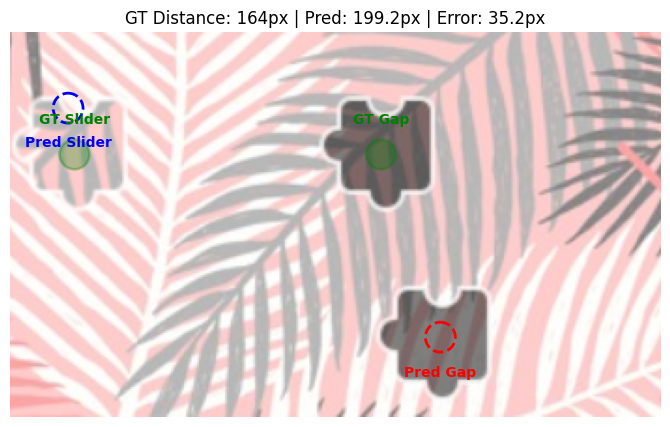 GT Distance: 164px | Pred: 199.2px | Error: 35.2px
GT Slider
GT Gap
Pred Slider
Pred Gap